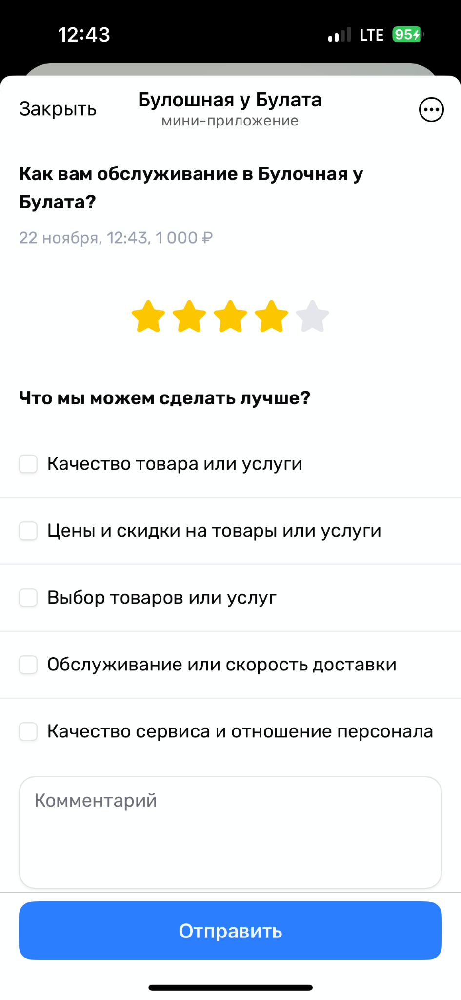 12:43
LTE 95
Закрыть
Булошная у Булата
мини-приложение
Как вам обслуживание в Булочная у
Булата?
22 ноября, 12:43, 1 000 ₽
Что мы можем сделать лучше?
Качество товара или услуги
Цены и скидки на товары или услуги
Выбор товаров или услуг
Обслуживание или скорость доставки
Качество сервиса и отношение персонала
Комментарий
Отправить